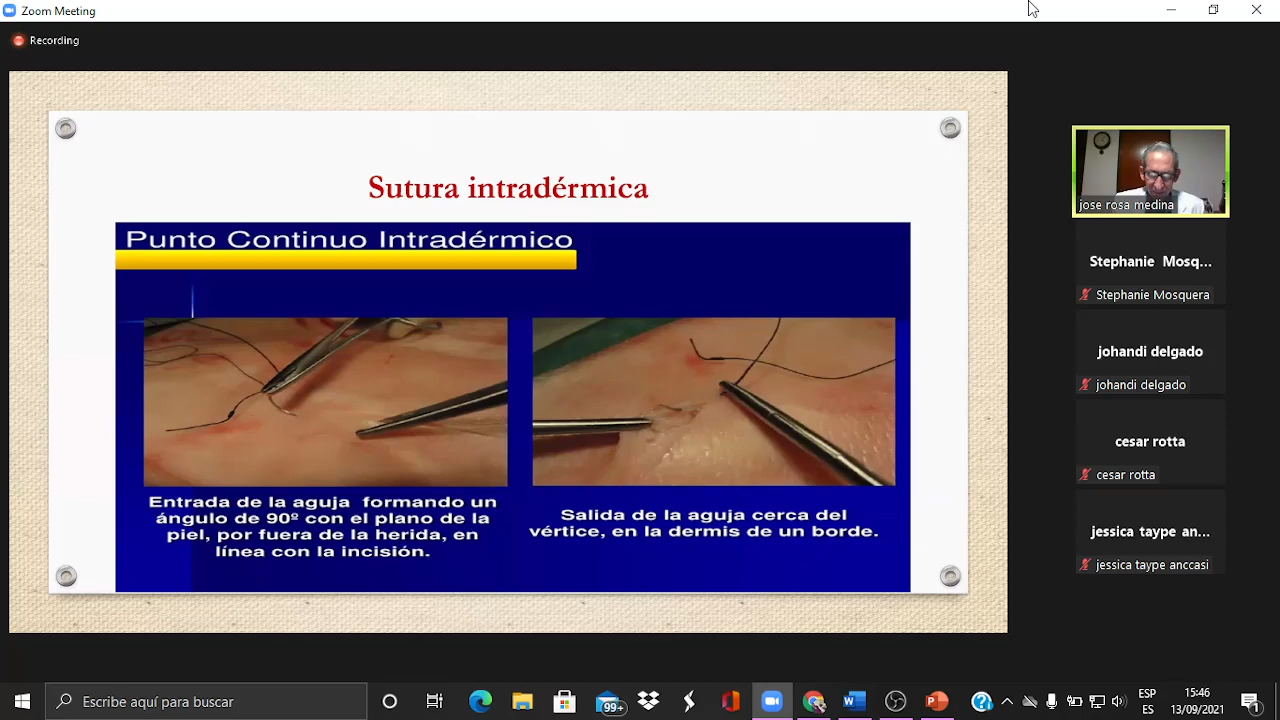 Zoom Meeting
Recording
Sutura intradérmica
Punto Continuo Intradérmico
Entrada de la aguja formando un
ángulo de 90º con el plano de la
piel, por fuera de la herida, en
línea con la incisión.
Salida de la aguja cerca del
vértice, en la dermis de un borde.
jose rosa medina
Stephanie Mosq...
Stephanie Mosquera
johandi delgado
johandi delgado
cesar rotta
cesar rotta
jessica taype an...
jessica taype anccasi
Escribe aquí para buscar
99+
ESP
ES
15:46
13/09/2021
1